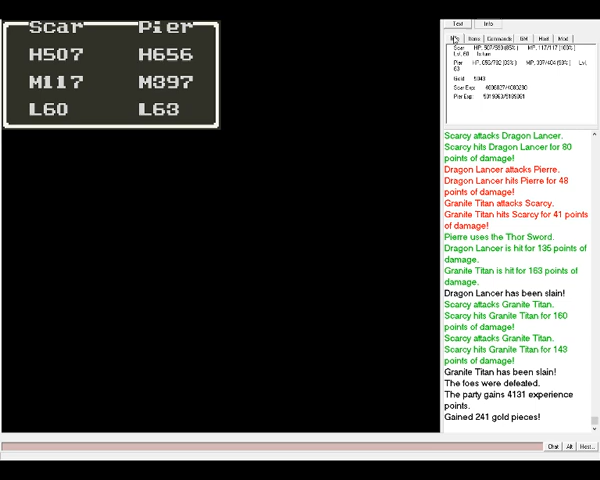 Scar Pier
H507 H656
M117 M397
L60 L63
Text Info
Items Commands
Scarcy attacks Dragon Lancer.
Scarcy hits Dragon Lancer for 80
points of damage!
Dragon Lancer attacks Pierre.
Dragon Lancer hits Pierre for 48
points of damage!
Granite Titan attacks Scarcy.
Granite Titan hits Scarcy for 41 points
of damage!
Pierre uses the Thor Sword.
Dragon Lancer is hit for 135 points of
damage.
Granite Titan is hit for 163 points of
damage.
Dragon Lancer has been slain!
Scarcy attacks Granite Titan.
Scarcy hits Granite Titan for 160
points of damage!
Scarcy attacks Granite Titan.
Scarcy hits Granite Titan for 143
points of damage!
Granite Titan has been slain!
The foes were defeated.
The party gains 4131 experience
points.
Gained 241 gold pieces!
Chat Alt Host...